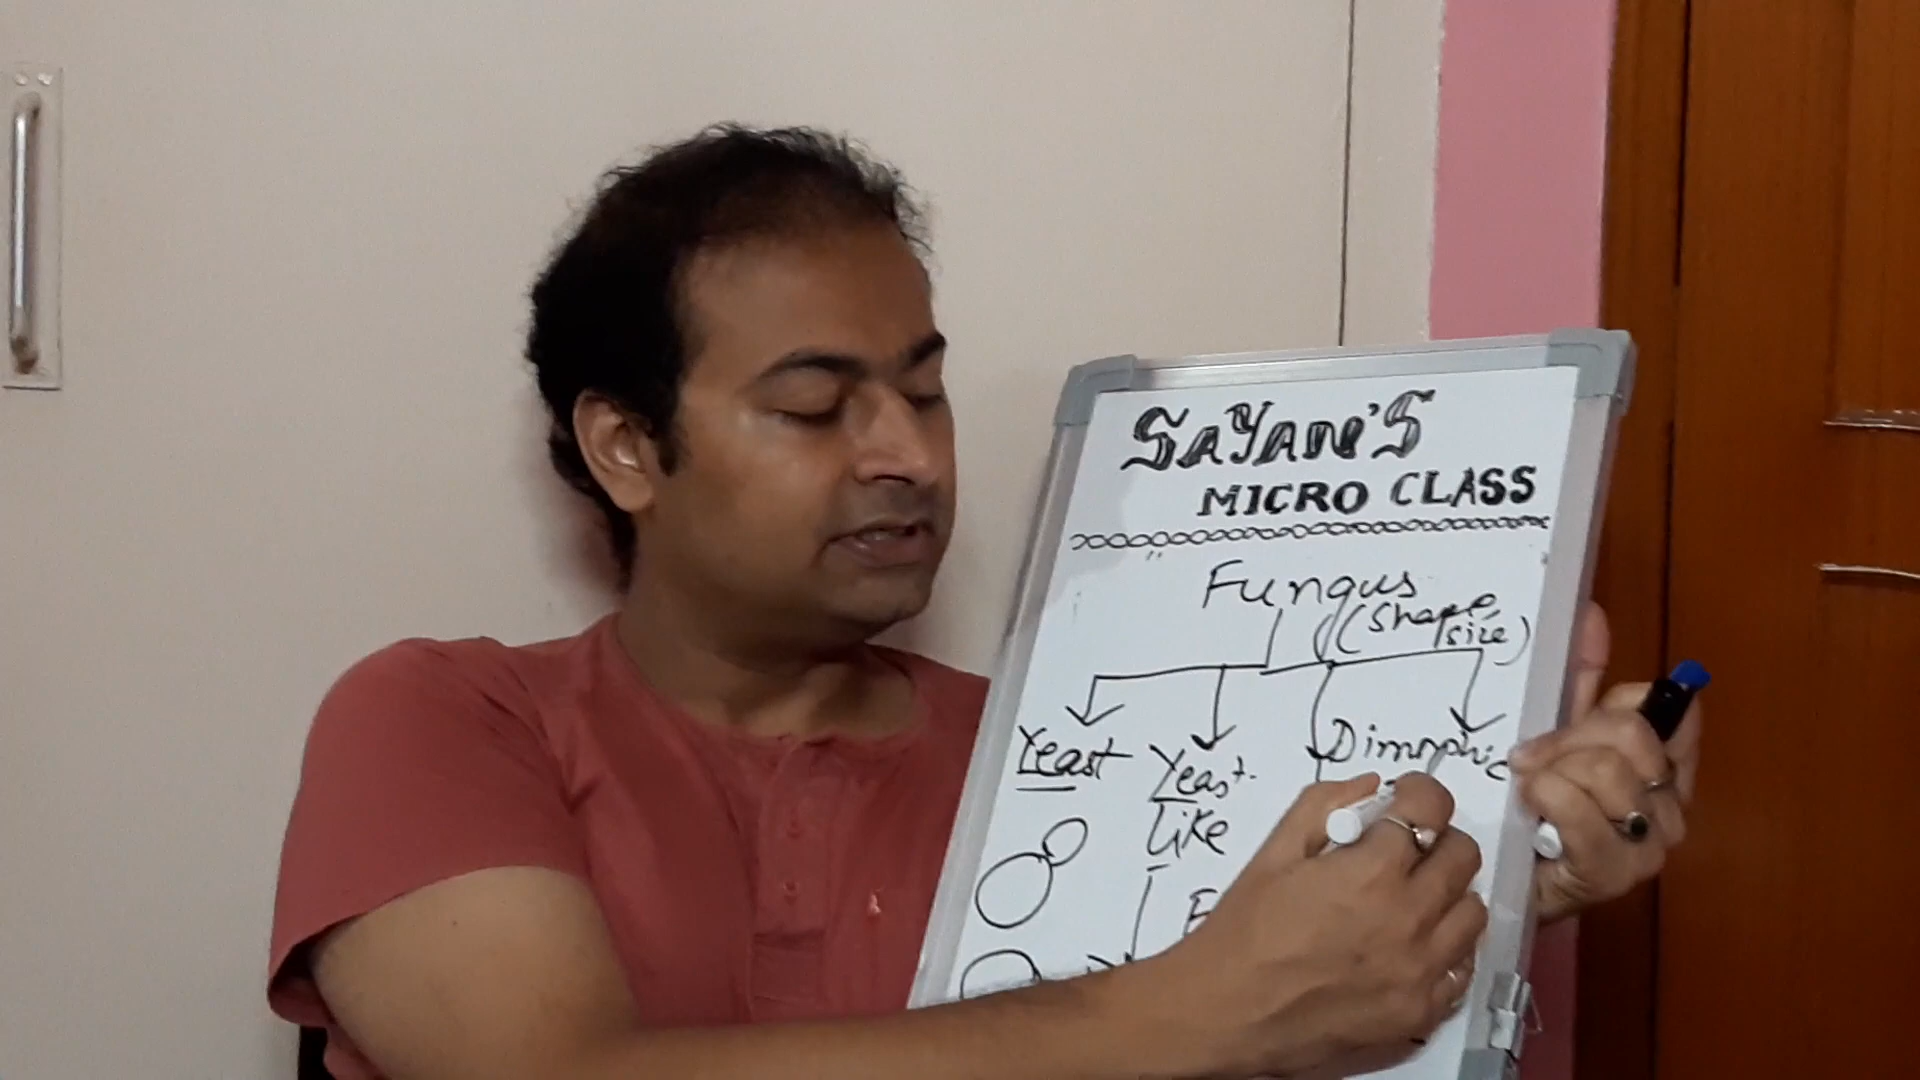 SAYAN'S
MICRO CLASS
Fungus
(Shape,
size)
Yeast
Yeast-
Like
Dimorphic